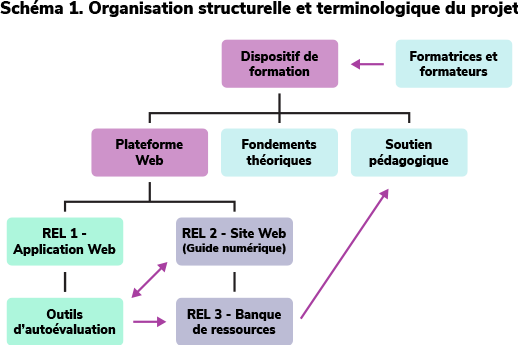 Schéma 1. Organisation structurelle et terminologique du projet
Dispositif de
formation
Formatrices et
formateurs
Plateforme
Web
Fondements
théoriques
Soutien
pédagogique
REL 1 -
Application Web
REL 2 - Site Web
(Guide numérique)
Outils
d'autoévaluation
REL 3 - Banque
de ressources